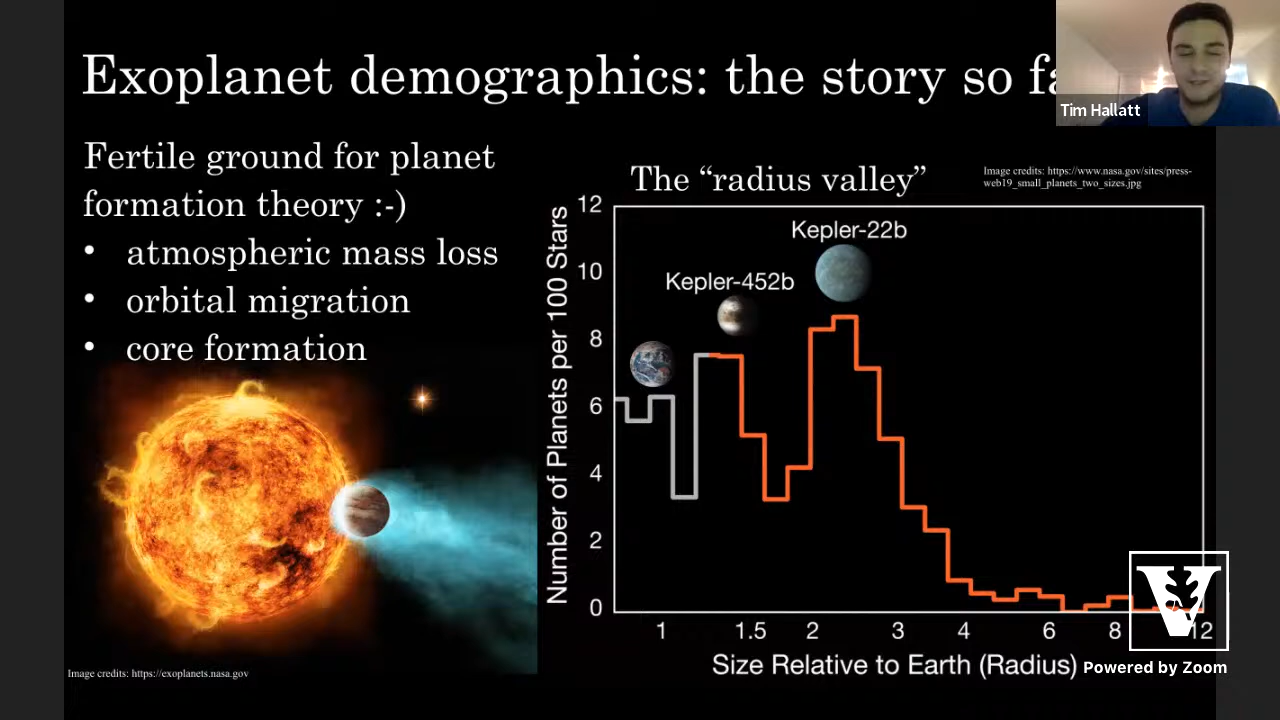 Exoplanet demographics: the story so fa
Tim Hallatt
Fertile ground for planet
formation theory :-)
• atmospheric mass loss
• orbital migration
• core formation
The “radius valley”
Image credits: https://www.nasa.gov/sites/press-
web19_small_planets_two_sizes.jpg
Number of Planets per 100 Stars
12
10
8
6
4
2
0
Kepler-22b
Kepler-452b
1 1.5 2 3 4 6 8 12
Size Relative to Earth (Radius)
Image credits: https://exoplanets.nasa.gov
V
Powered by Zoom